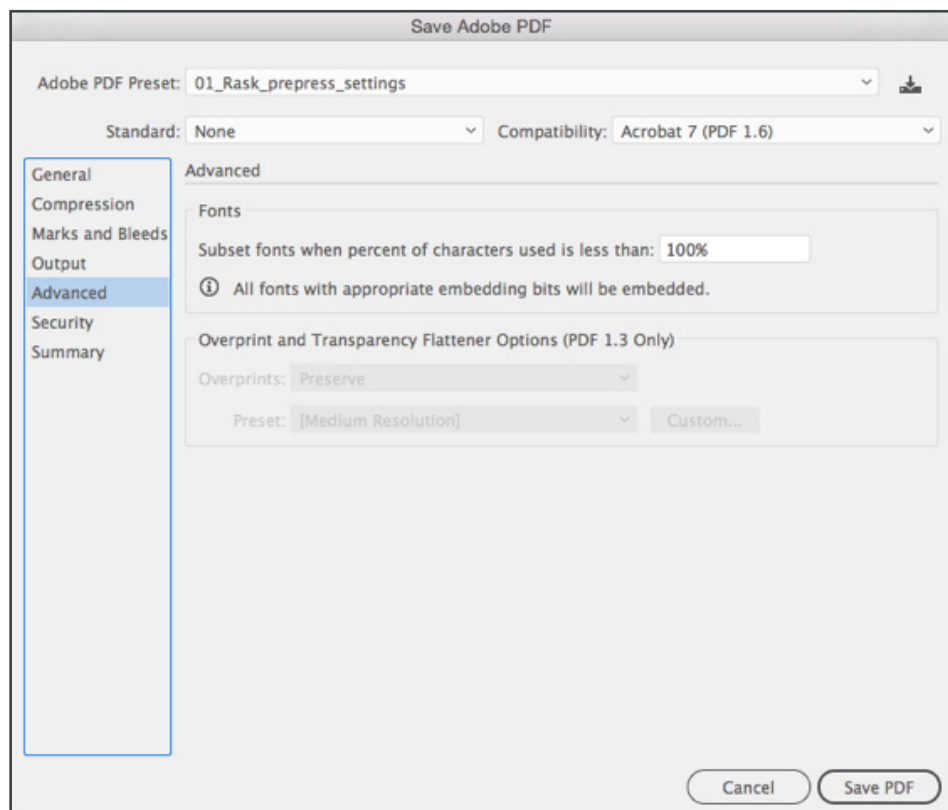 Save Adobe PDF
Adobe PDF Preset: 01_Rask_prepress_settings
Standard: None Compatibility: Acrobat 7 (PDF 1.6)
General
Compression
Marks and Bleeds
Output
Advanced
Security
Summary
Advanced
Fonts
Subset fonts when percent of characters used is less than: 100%
All fonts with appropriate embedding bits will be embedded.
Overprint and Transparency Flattener Options (PDF 1.3 Only)
Overprints: Preserve
Preset: [Medium Resolution] Custom...
Cancel Save PDF